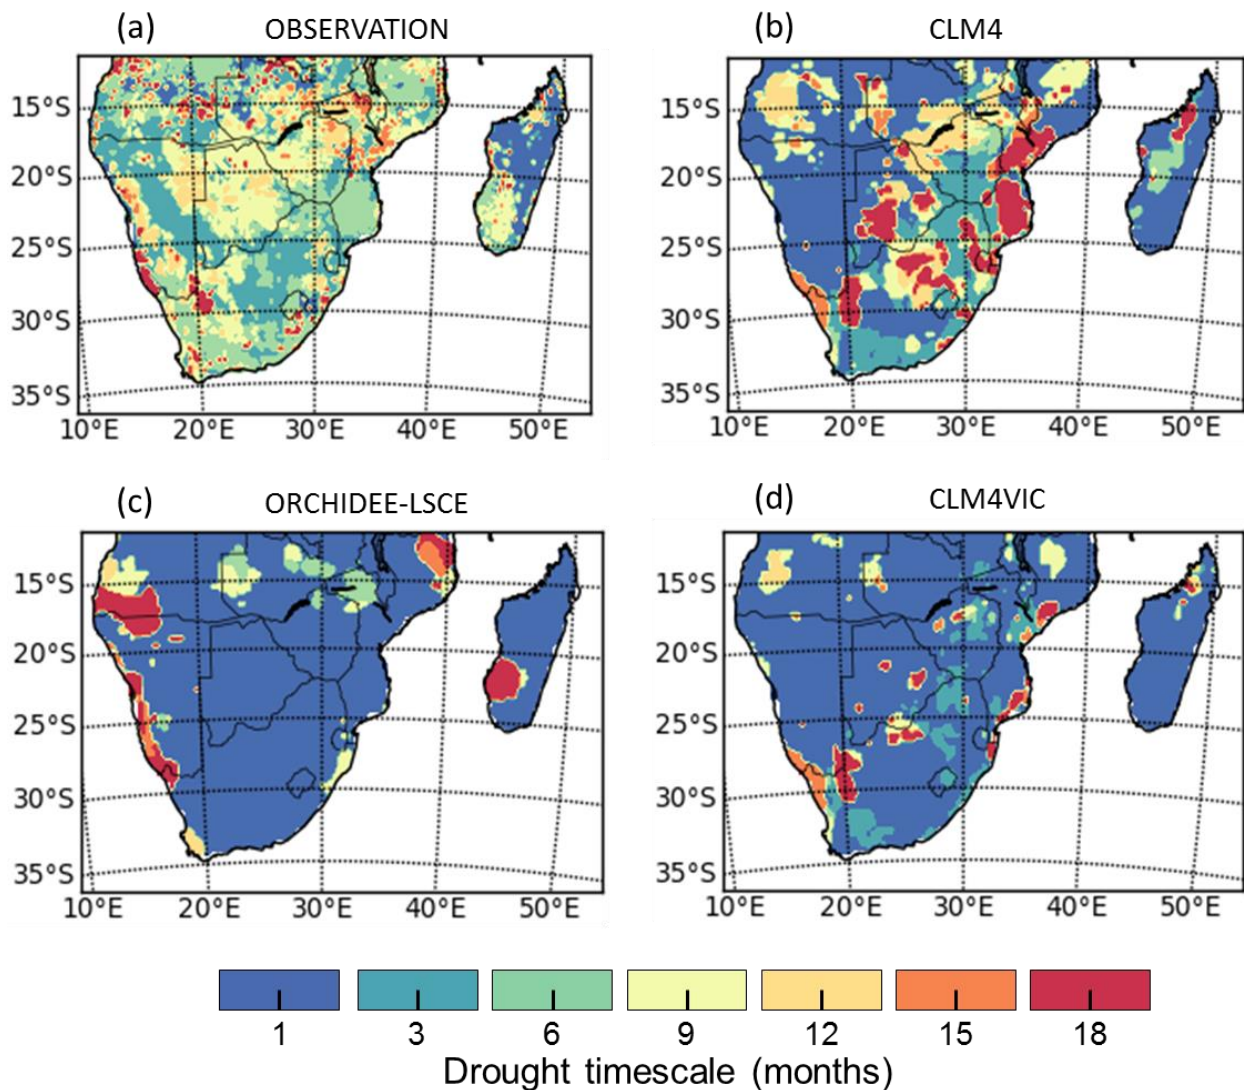 (a) OBSERVATION
(b) CLM4
15°S
20°S
25°S
30°S
35°S
10°E 20°E 30°E 40°E 50°E
15°S
20°S
25°S
30°S
35°S
10°E 20°E 30°E 40°E 50°E
(c) ORCHIDEE-LSCE
(d) CLM4VIC
15°S
20°S
25°S
30°S
35°S
10°E 20°E 30°E 40°E 50°E
15°S
20°S
25°S
30°S
35°S
10°E 20°E 30°E 40°E 50°E
1 3 6 9 12 15 18
Drought timescale (months)